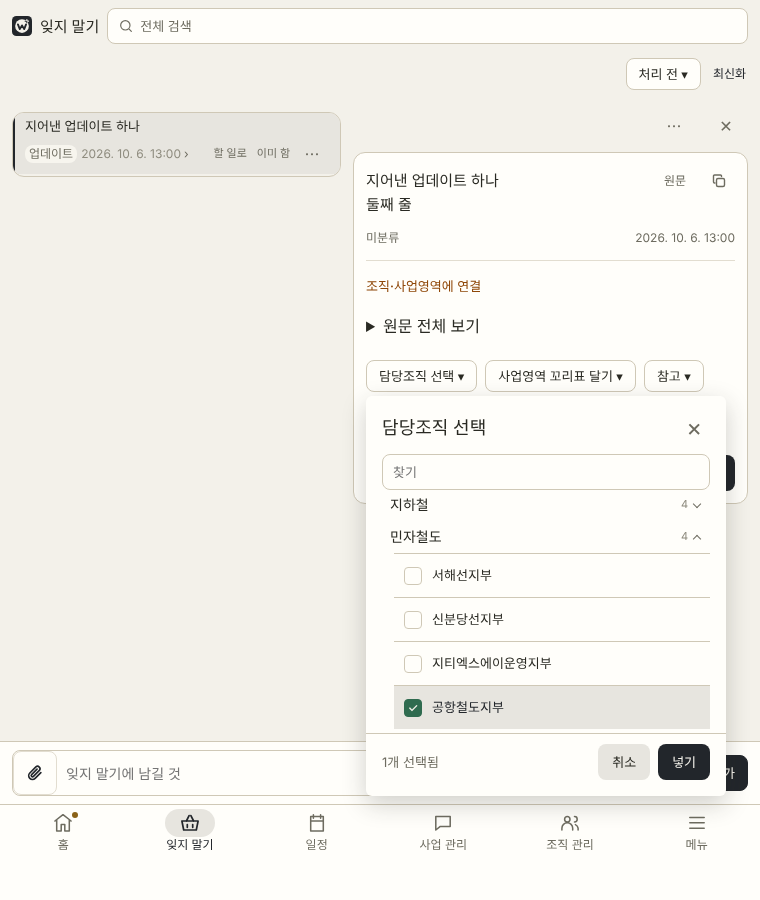 잊지 말기
전체 검색
처리 전 ▾
최신화
지어낸 업데이트 하나
업데이트 2026. 10. 6. 13:00 › 할 일로 이미 함 ⋯
⋯ ✕
지어낸 업데이트 하나
둘째 줄
원문
미분류
2026. 10. 6. 13:00
조직·사업영역에 연결
▶ 원문 전체 보기
담당조직 선택 ▾
사업영역 꼬리표 달기 ▾
참고 ▾
담당조직 선택
찾기
지하철 4
민자철도 4
서해선지부
신분당선지부
지티엑스에이운영지부
공항철도지부
1개 선택됨
취소
넣기
잊지 말기에 남길 것
가
홈
잊지 말기
일정
사업 관리
조직 관리
메뉴